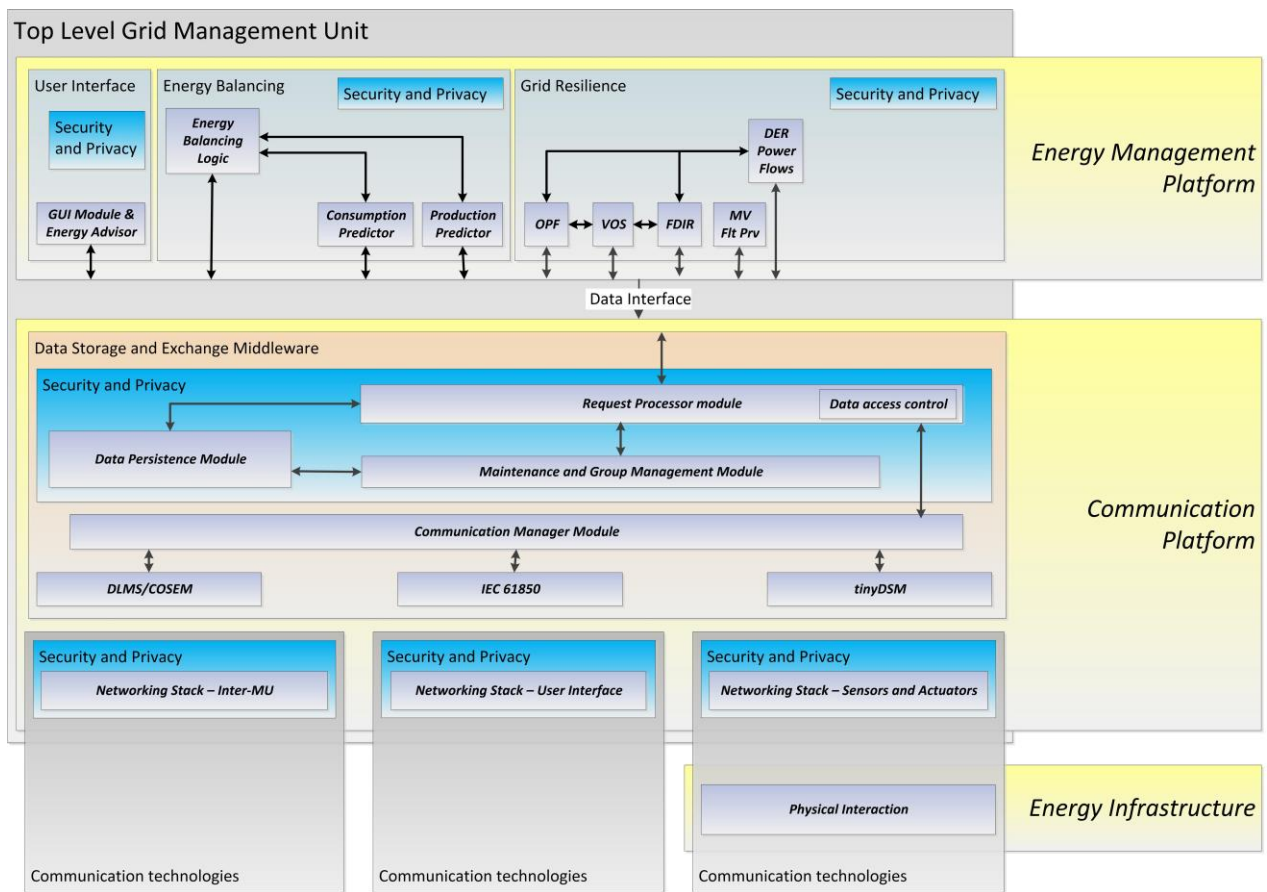 Top Level Grid Management Unit
User Interface
Security
and Privacy
GUI Module &
Energy Advisor
Energy Balancing
Security and Privacy
Energy
Balancing
Logic
Consumption
Predictor
Production
Predictor
Grid Resilience
Security and Privacy
DER
Power
Flows
OPF
VOS
FDIR
MV
Flt Prv
Energy Management
Platform
Data Interface
Data Storage and Exchange Middleware
Security and Privacy
Request Processor module
Data access control
Data Persistence Module
Maintenance and Group Management Module
Communication Manager Module
DLMS/COSEM
IEC 61850
tinyDSM
Communication
Platform
Security and Privacy
Networking Stack – Inter-MU
Security and Privacy
Networking Stack – User Interface
Security and Privacy
Networking Stack – Sensors and Actuators
Physical Interaction
Energy Infrastructure
Communication technologies
Communication technologies
Communication technologies